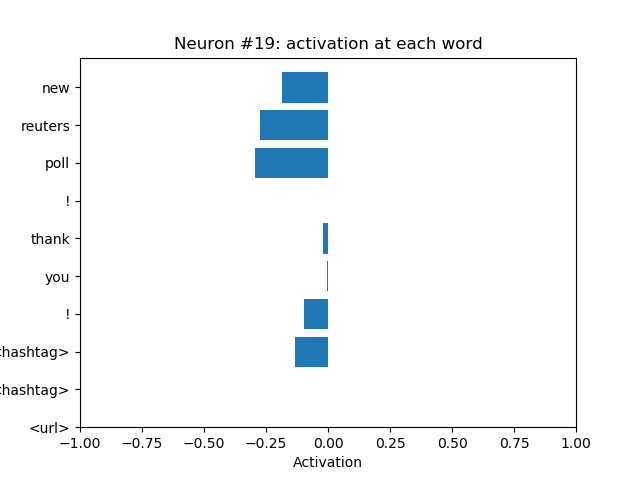 Neuron #19: activation at each word
new
reuters
poll
!
thank
you
!
hashtag>
hashtag>
<url>
−1.00 −0.75 −0.50 −0.25 0.00 0.25 0.50 0.75 1.00
Activation